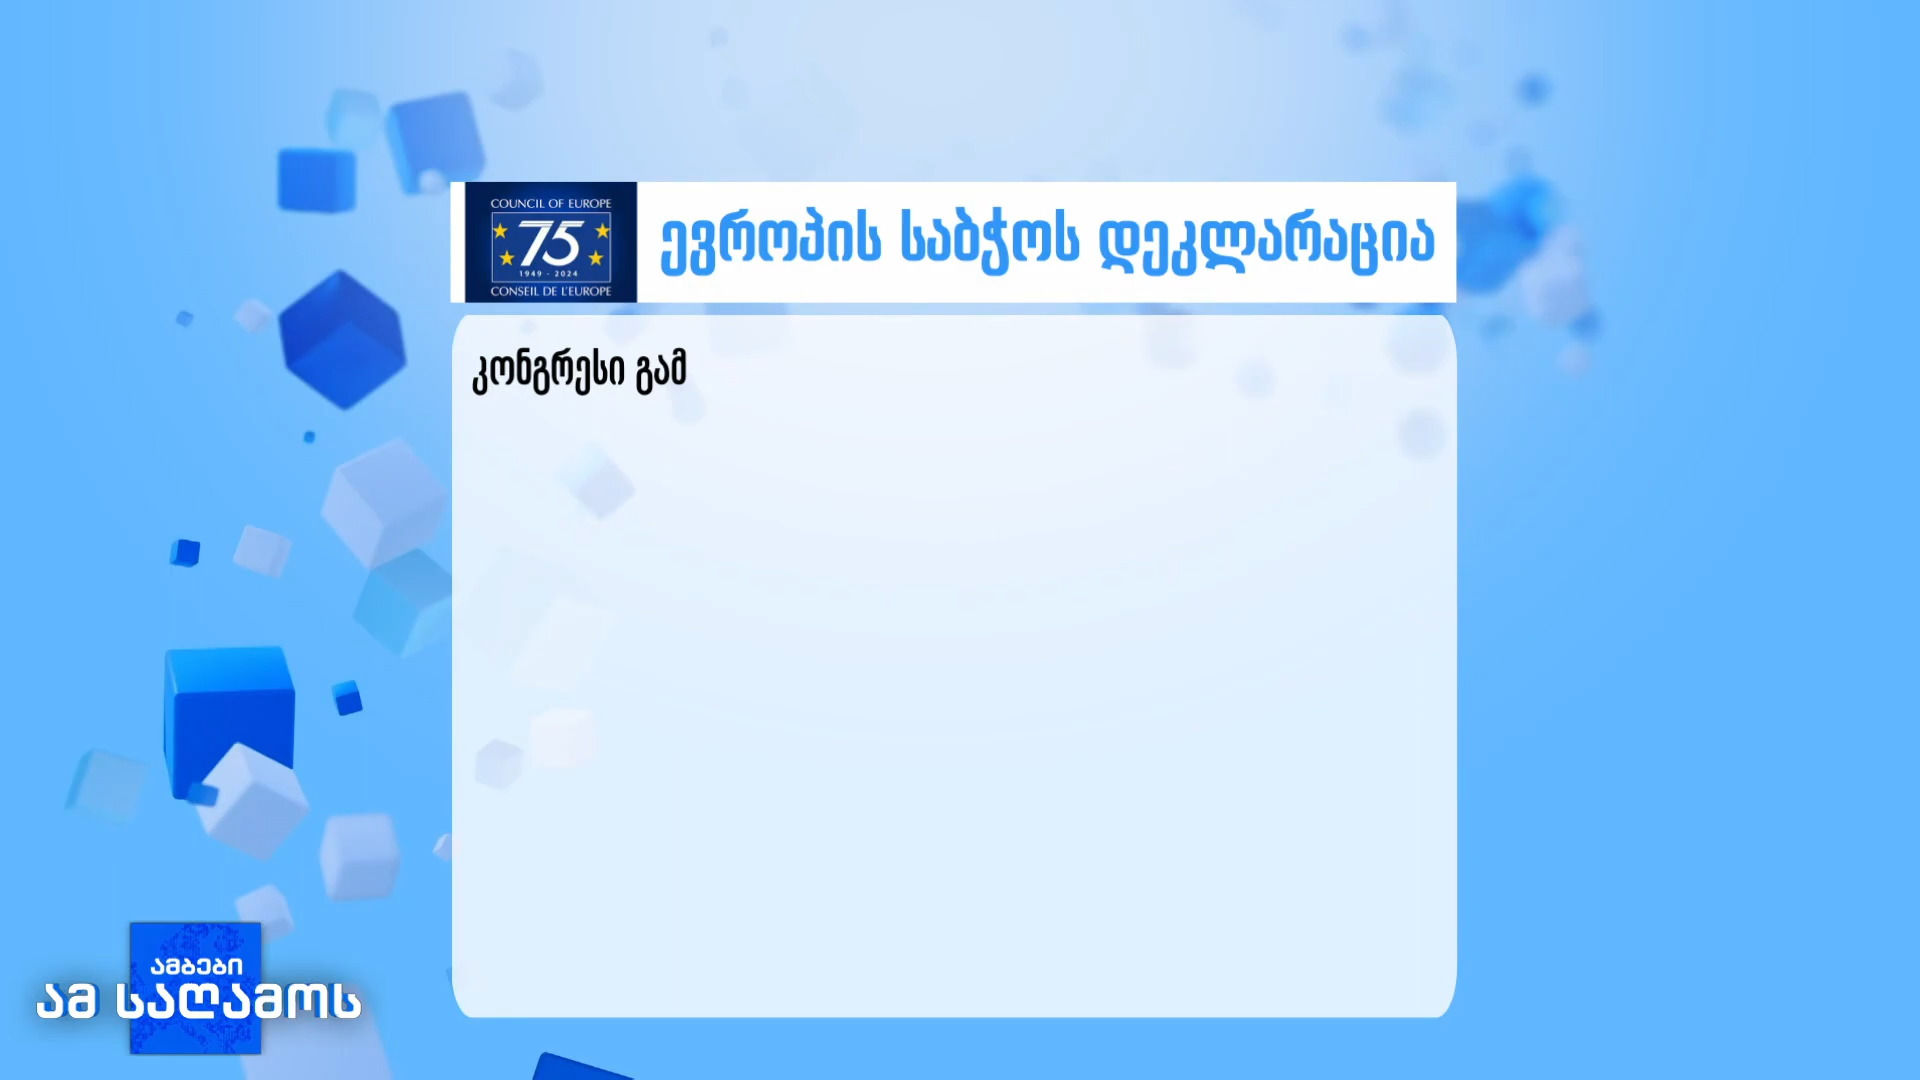 COUNCIL OF EUROPE
75
1949 - 2024
CONSEIL DE L'EUROPE
ევროპის საბჭოს დეკლარაცია
კონგრესი გამ
ამბები
ამ საღამოს